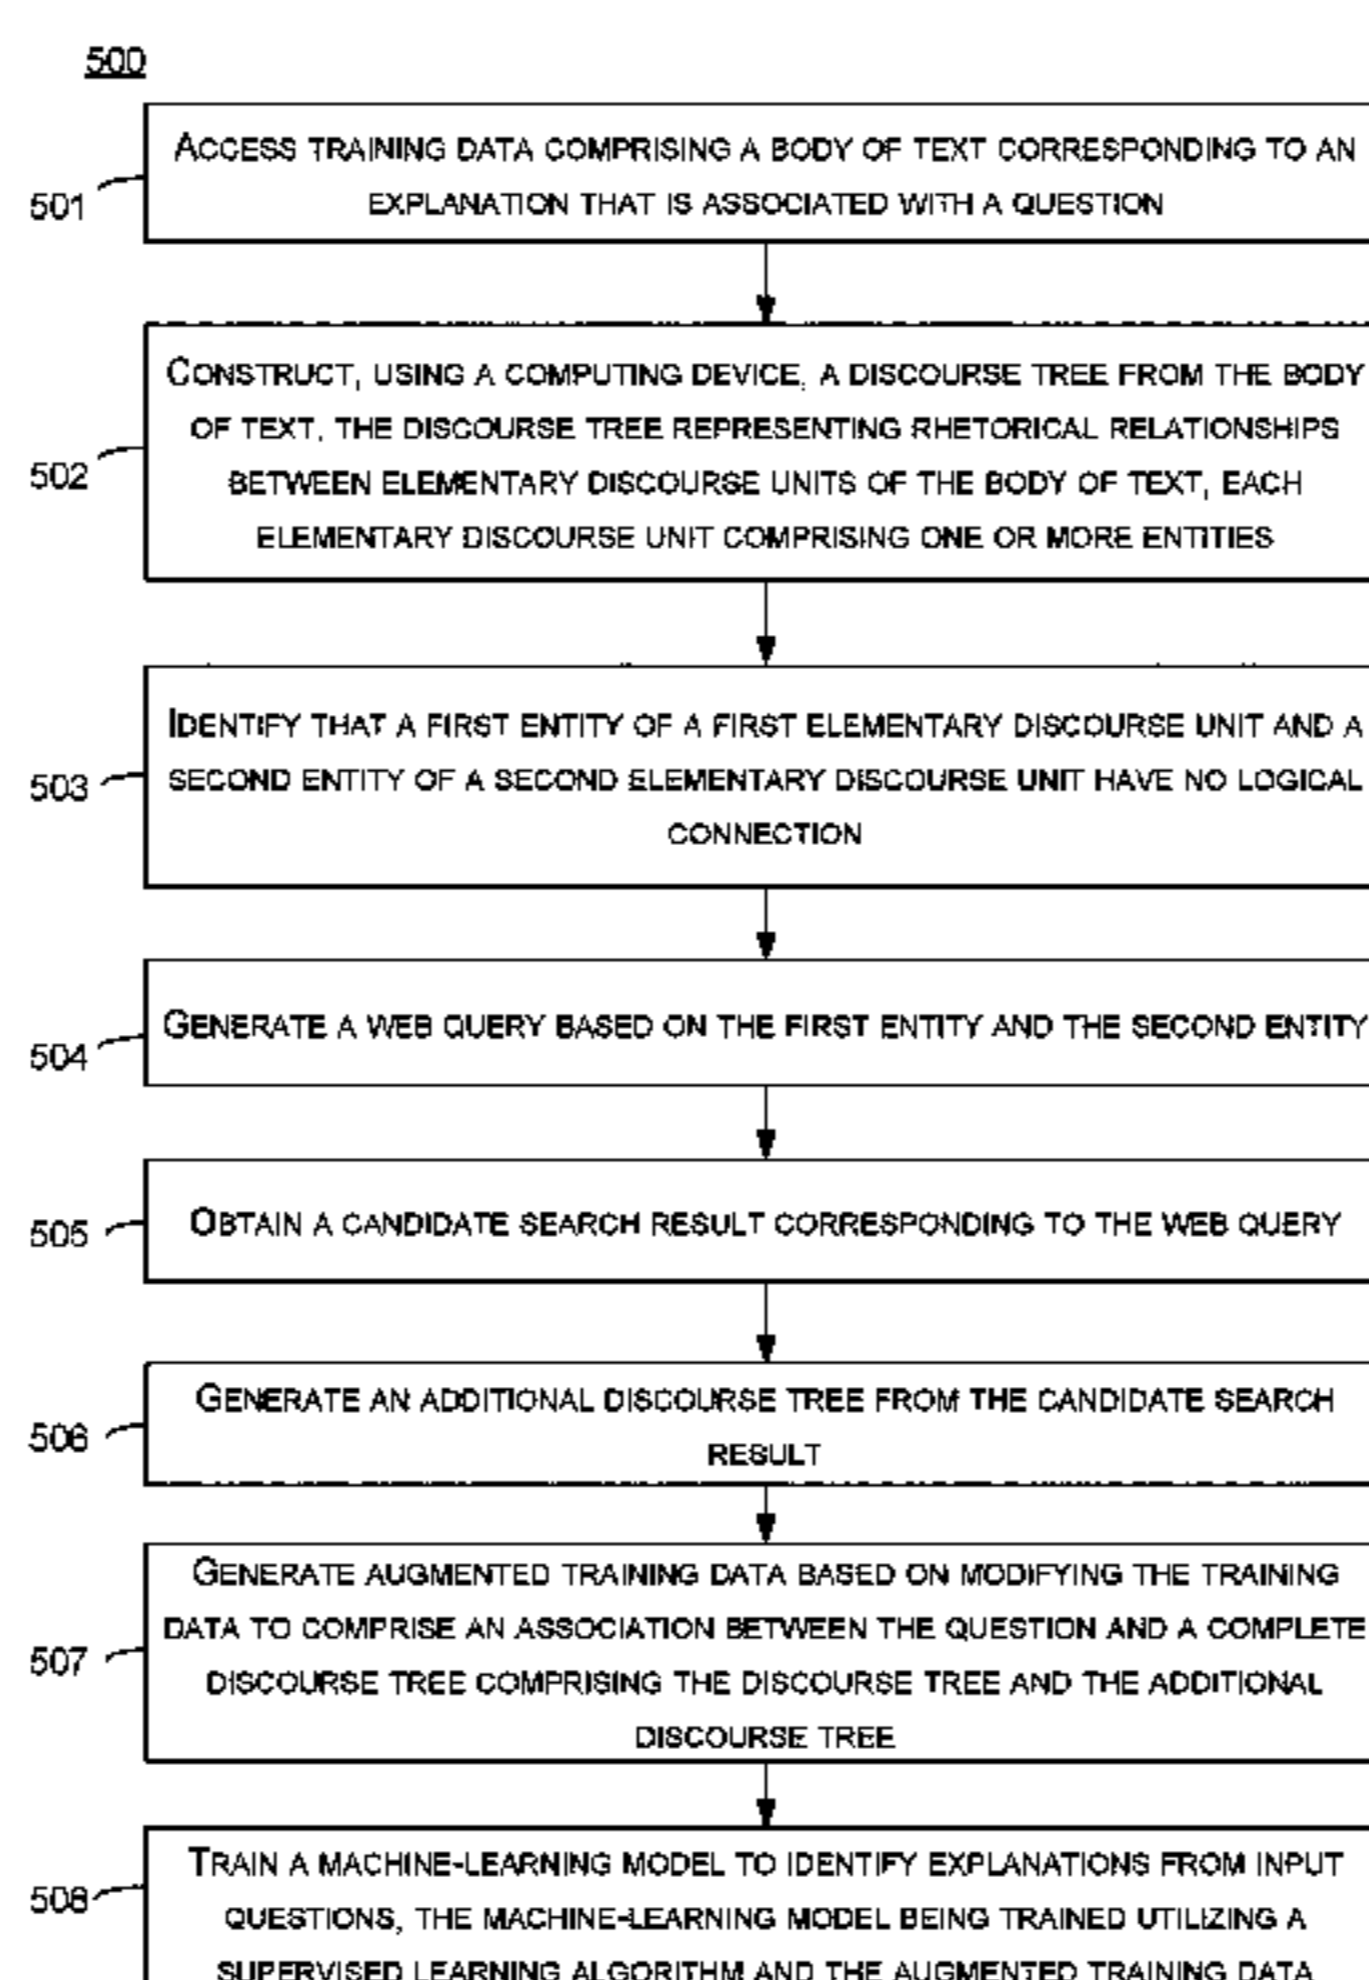 500
ACCESS TRAINING DATA COMPRISING A BODY OF TEXT CORRESPONDING TO AN
EXPLANATION THAT IS ASSOCIATED WITH A QUESTION
501
CONSTRUCT, USING A COMPUTING DEVICE, A DISCOURSE TREE FROM THE BODY
OF TEXT, THE DISCOURSE TREE REPRESENTING RHETORICAL RELATIONSHIPS
BETWEEN ELEMENTARY DISCOURSE UNITS OF THE BODY OF TEXT, EACH
ELEMENTARY DISCOURSE UNIT COMPRISING ONE OR MORE ENTITIES
502
IDENTIFY THAT A FIRST ENTITY OF A FIRST ELEMENTARY DISCOURSE UNIT AND A
SECOND ENTITY OF A SECOND ELEMENTARY DISCOURSE UNIT HAVE NO LOGICAL
CONNECTION
503
GENERATE A WEB QUERY BASED ON THE FIRST ENTITY AND THE SECOND ENTITY
504
OBTAIN A CANDIDATE SEARCH RESULT CORRESPONDING TO THE WEB QUERY
505
GENERATE AN ADDITIONAL DISCOURSE TREE FROM THE CANDIDATE SEARCH
RESULT
506
GENERATE AUGMENTED TRAINING DATA BASED ON MODIFYING THE TRAINING
DATA TO COMPRISE AN ASSOCIATION BETWEEN THE QUESTION AND A COMPLETE
DISCOURSE TREE COMPRISING THE DISCOURSE TREE AND THE ADDITIONAL
DISCOURSE TREE
507
TRAIN A MACHINE-LEARNING MODEL TO IDENTIFY EXPLANATIONS FROM INPUT
QUESTIONS, THE MACHINE-LEARNING MODEL BEING TRAINED UTILIZING A
SUPERVISED LEARNING ALGORITHM AND THE AUGMENTED TRAINING DATA
508